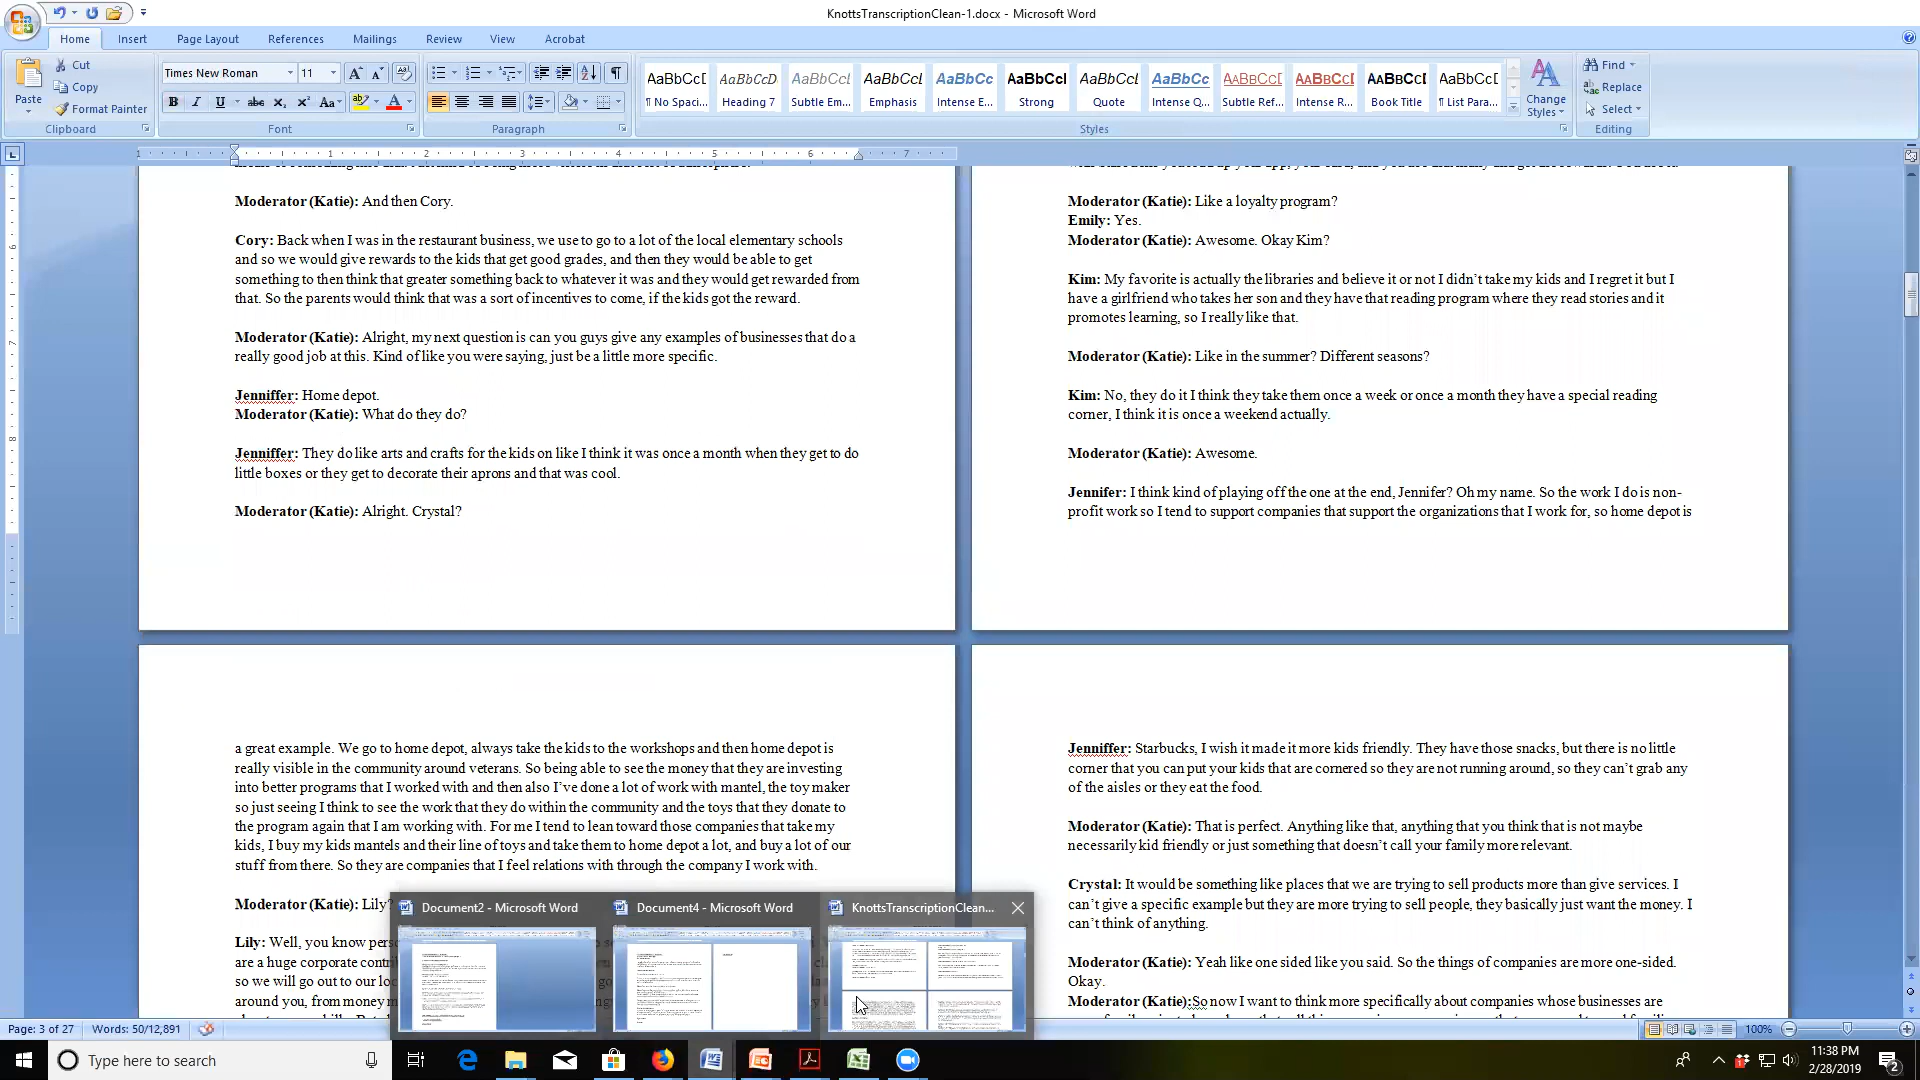 KnottsTranscriptionClean-1.docx - Microsoft Word
Home Insert Page Layout References Mailings Review View Acrobat
Paste
Cut
Copy
Format Painter
Clipboard
Times New Roman 11
Font
Paragraph
AaBbCcD AaBbCcD AaBbCcD AaBbCcD AaBbCc AaBbCcI AaBbCcD AaBbCc AaBbCcD AaBbCcD AaBbCcD AaBbCcD
¶ No Spaci... Heading 7 Subtle Em... Emphasis Intense E... Strong Quote Intense Q... Subtle Ref... Intense R... Book Title ¶ List Para...
Change
Styles
Styles
Find
Replace
Select
Editing
Moderator (Katie): And then Cory.
Cory: Back when I was in the restaurant business, we use to go to a lot of the local elementary schools
and so we would give rewards to the kids that get good grades, and then they would be able to get
something to then think that greater something back to whatever it was and they would get rewarded from
that. So the parents would think that was a sort of incentives to come, if the kids got the reward.
Moderator (Katie): Alright, my next question is can you guys give any examples of businesses that do a
really good job at this. Kind of like you were saying, just be a little more specific.
Jenniffer: Home depot.
Moderator (Katie): What do they do?
Jenniffer: They do like arts and crafts for the kids on like I think it was once a month when they get to do
little boxes or they get to decorate their aprons and that was cool.
Moderator (Katie): Alright. Crystal?
Moderator (Katie): Like a loyalty program?
Emily: Yes.
Moderator (Katie): Awesome. Okay Kim?
Kim: My favorite is actually the libraries and believe it or not I didn't take my kids and I regret it but I
have a girlfriend who takes her son and they have that reading program where they read stories and it
promotes learning, so I really like that.
Moderator (Katie): Like in the summer? Different seasons?
Kim: No, they do it I think they take them once a week or once a month they have a special reading
corner, I think it is once a weekend actually.
Moderator (Katie): Awesome.
Jennifer: I think kind of playing off the one at the end, Jennifer? Oh my name. So the work I do is non-
profit work so I tend to support companies that support the organizations that I work for, so home depot is
a great example. We go to home depot, always take the kids to the workshops and then home depot is
really visible in the community around veterans. So being able to see the money that they are investing
into better programs that I worked with and then also I've done a lot of work with mantel, the toy maker
so just seeing I think to see the work that they do within the community and the toys that they donate to
the program again that I am working with. For me I tend to lean toward those companies that take my
kids, I buy my kids mantels and their line of toys and take them to home depot a lot, and buy a lot of our
stuff from there. So they are companies that I feel relations with through the company I work with.
Moderator (Katie): Lily?
Lily: Well, you know
are a huge corporate
so we will go out to our
around you, from money
Jenniffer: Starbucks, I wish it made it more kids friendly. They have those snacks, but there is no little
corner that you can put your kids that are cornered so they are not running around, so they can't grab any
of the aisles or they eat the food.
Moderator (Katie): That is perfect. Anything like that, anything that you think that is not maybe
necessarily kid friendly or just something that doesn't call your family more relevant.
Crystal: It would be something like places that we are trying to sell products more than give services. I
can't give a specific example but they are more trying to sell people, they basically just want the money. I
can't think of anything.
Moderator (Katie): Yeah like one sided like you said. So the things of companies are more one-sided.
Okay.
Moderator (Katie):So now I want to think more specifically about companies whose businesses are
Document2 - Microsoft Word
Document4 - Microsoft Word
KnottsTranscriptionClean...
Page: 3 of 27 Words: 50/12,891
100%
Type here to search
11:38 PM
2/28/2019
2